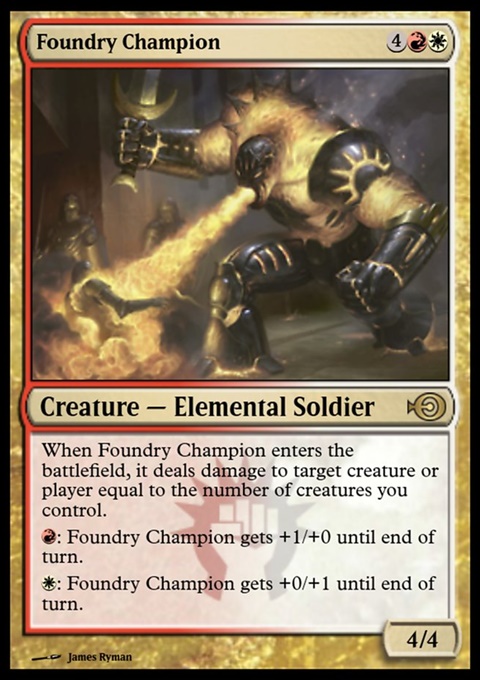 Foundry Champion 4
Creature — Elemental Soldier
When Foundry Champion enters the
battlefield, it deals damage to target creature or
player equal to the number of creatures you
control.
: Foundry Champion gets +1/+0 until end of
turn.
: Foundry Champion gets +0/+1 until end of
turn.
4/4
James Ryman